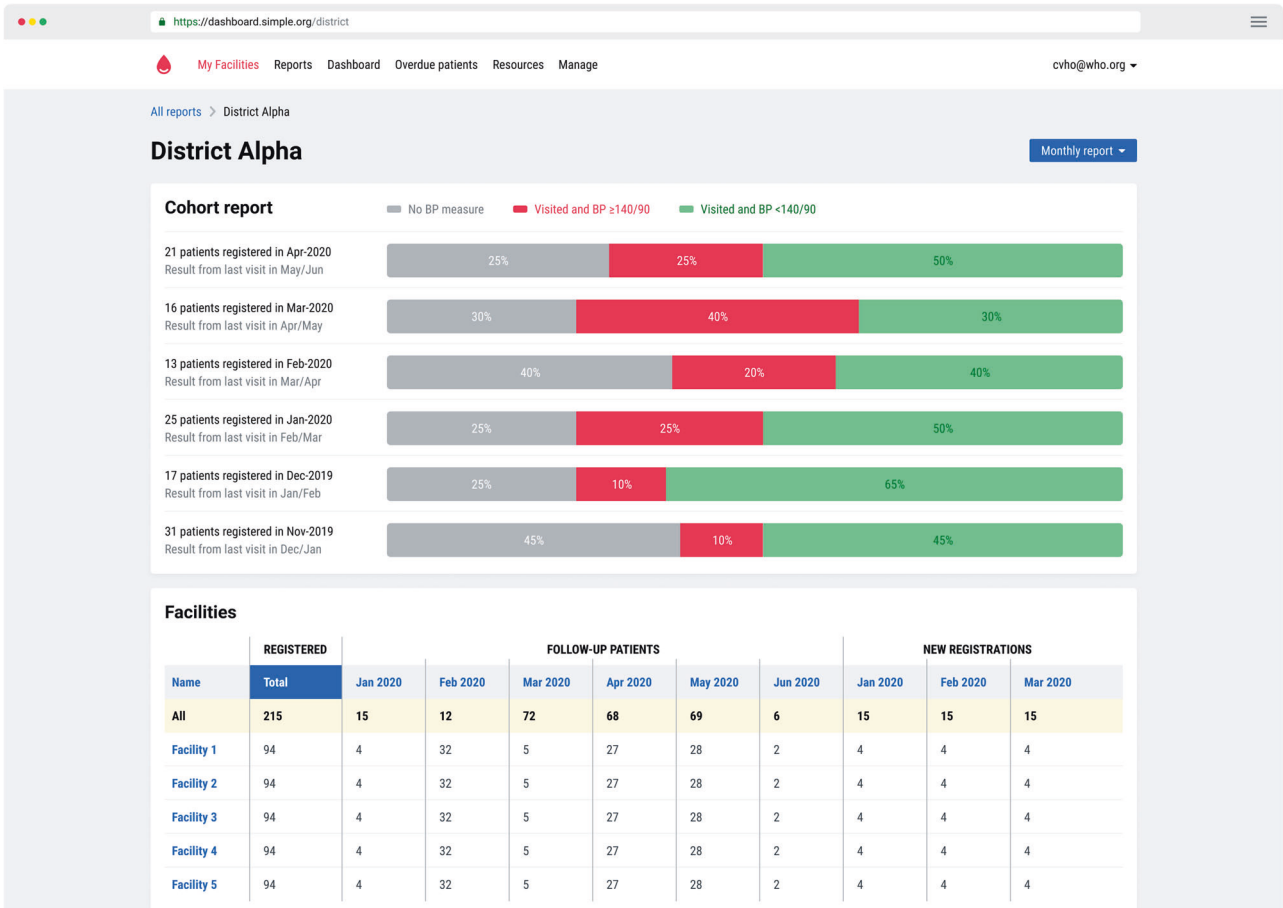 https://dashboard.simple.org/district
My Facilities Reports Dashboard Overdue patients Resources Manage cvho@who.org
All reports > District Alpha
District Alpha Monthly report
Cohort report No BP measure Visited and BP ≥140/90 Visited and BP <140/90
21 patients registered in Apr-2020
Result from last visit in May/Jun
25% 25% 50%
16 patients registered in Mar-2020
Result from last visit in Apr/May
30% 40% 30%
13 patients registered in Feb-2020
Result from last visit in Mar/Apr
40% 20% 40%
25 patients registered in Jan-2020
Result from last visit in Feb/Mar
25% 25% 50%
17 patients registered in Dec-2019
Result from last visit in Jan/Feb
25% 10% 65%
31 patients registered in Nov-2019
Result from last visit in Dec/Jan
45% 10% 45%
Facilities
REGISTERED FOLLOW-UP PATIENTS NEW REGISTRATIONS
Name Total Jan 2020 Feb 2020 Mar 2020 Apr 2020 May 2020 Jun 2020 Jan 2020 Feb 2020 Mar 2020
All 215 15 12 72 68 69 6 15 15 15
Facility 1 94 4 32 5 27 28 2 4 4 4
Facility 2 94 4 32 5 27 28 2 4 4 4
Facility 3 94 4 32 5 27 28 2 4 4 4
Facility 4 94 4 32 5 27 28 2 4 4 4
Facility 5 94 4 32 5 27 28 2 4 4 4